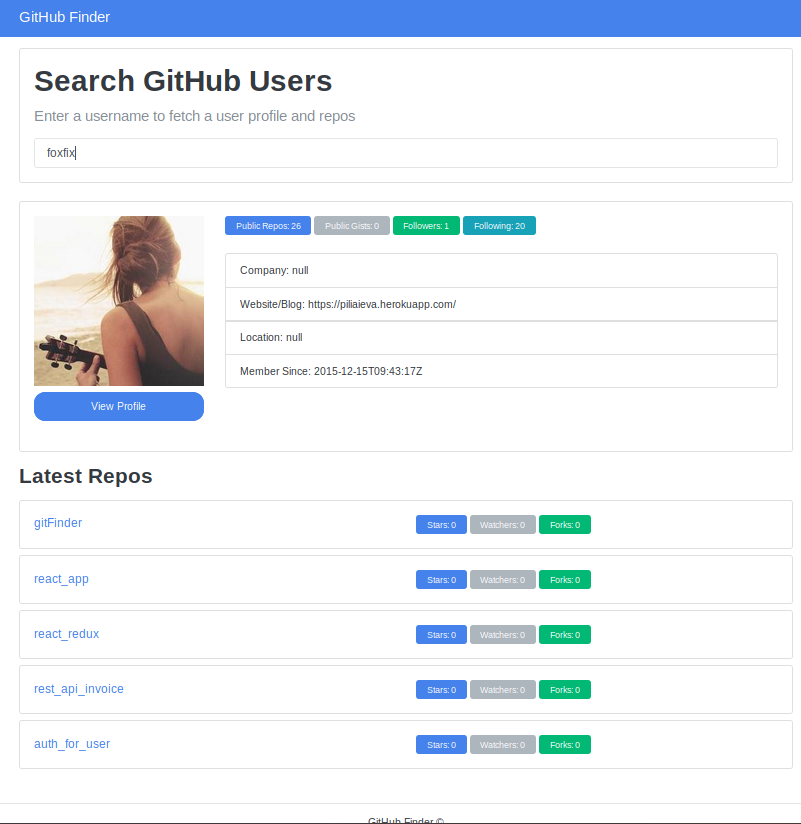 GitHub Finder
Search GitHub Users
Enter a username to fetch a user profile and repos
foxfix
Public Repos: 26 Public Gists: 0 Followers: 1 Following: 20
Company: null
Website/Blog: https://piliaieva.herokuapp.com/
Location: null
Member Since: 2015-12-15T09:43:17Z
View Profile
Latest Repos
gitFinder Stars: 0 Watchers: 0 Forks: 0
react_app Stars: 0 Watchers: 0 Forks: 0
react_redux Stars: 0 Watchers: 0 Forks: 0
rest_api_invoice Stars: 0 Watchers: 0 Forks: 0
auth_for_user Stars: 0 Watchers: 0 Forks: 0
GitHub Finder ©